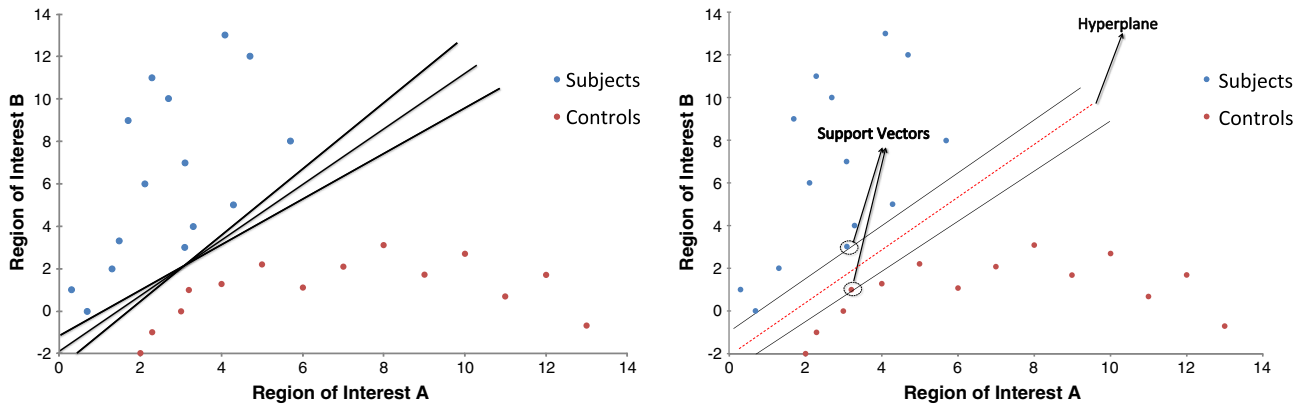 14
12
10
8
6
4
2
0
-2
0 2 4 6 8 10 12 14
Region of Interest B
Region of Interest A
Subjects
Controls
14
12
10
8
6
4
2
0
-2
0 2 4 6 8 10 12 14
Region of Interest B
Region of Interest A
Hyperplane
Support Vectors
Subjects
Controls